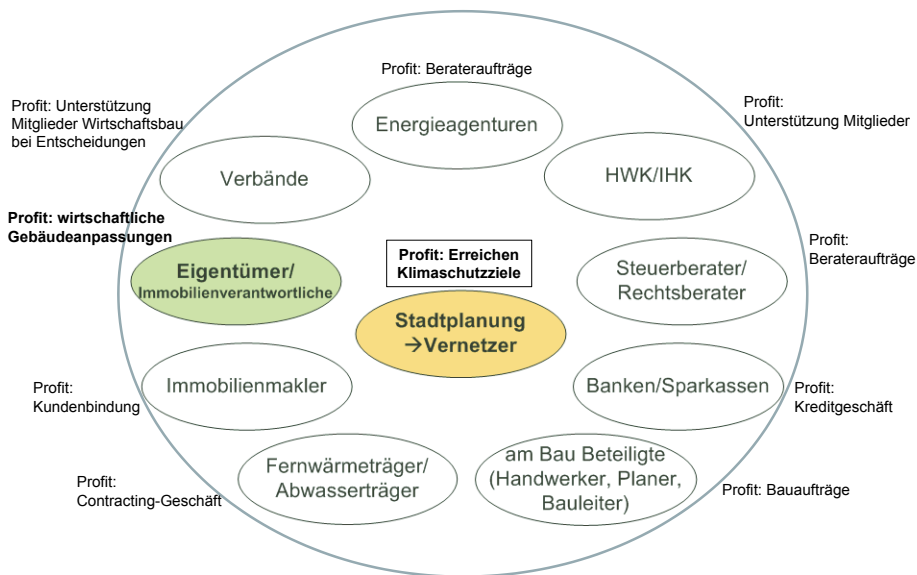 Profit: Berateraufträge
Energieagenturen
Profit: Unterstützung
Mitglieder Wirtschaftsbau
bei Entscheidungen
Verbände
Profit:
Unterstützung Mitglieder
HWK/IHK
Profit: wirtschaftliche
Gebäudeanpassungen
Eigentümer/
Immobilienverantwortliche
Profit: Erreichen
Klimaschutzziele
Stadtplanung
→Vernetzer
Profit:
Berateraufträge
Steuerberater/
Rechtsberater
Profit:
Kundenbindung
Immobilienmakler
Banken/Sparkassen
Profit:
Kreditgeschäft
Profit:
Contracting-Geschäft
Fernwärmeträger/
Abwasserträger
am Bau Beteiligte
(Handwerker, Planer,
Bauleiter)
Profit: Bauaufträge